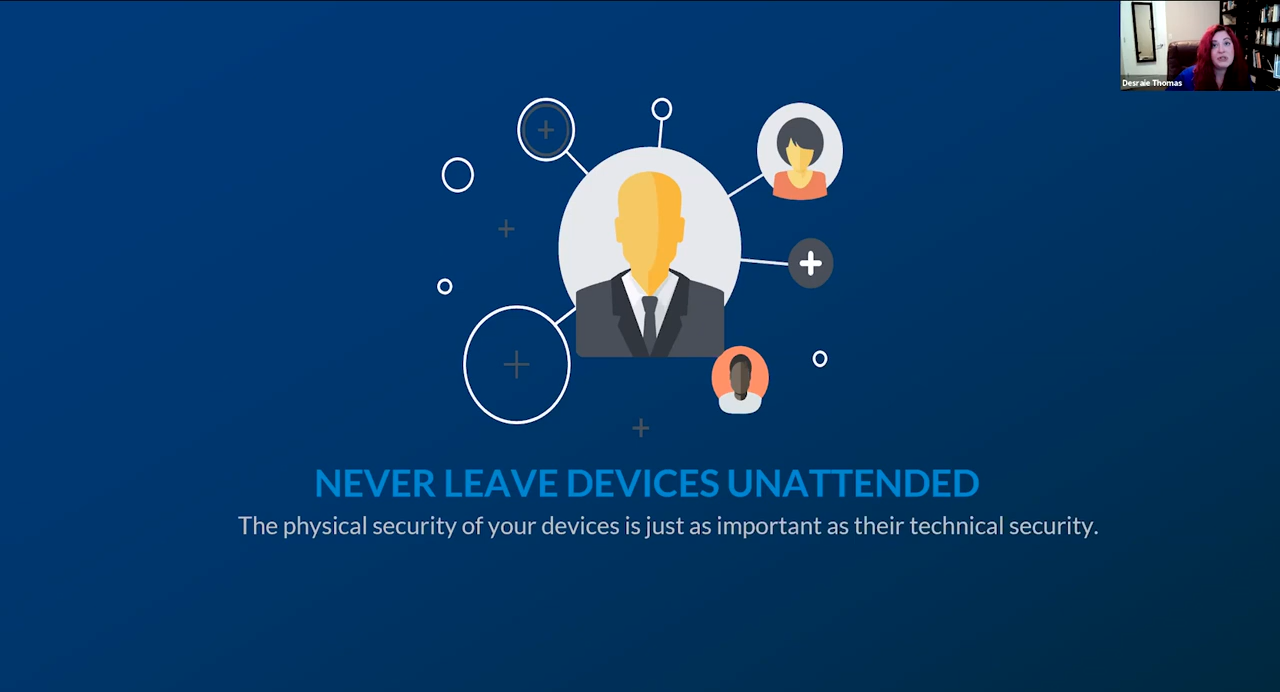 Desraie Thomas
NEVER LEAVE DEVICES UNATTENDED
The physical security of your devices is just as important as their technical security.